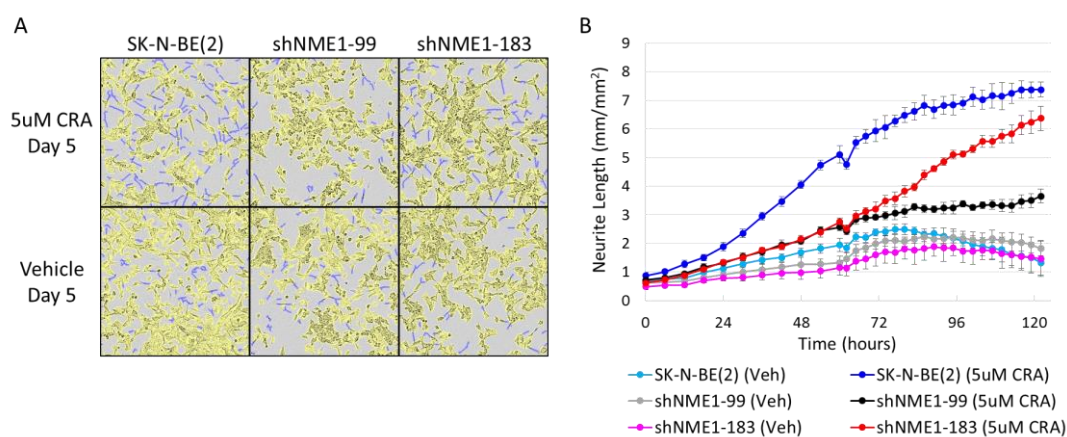 A
SK-N-BE(2) shNME1-99 shNME1-183
5uM CRA
Day 5
Vehicle
Day 5
B
Neurite Length (mm/mm²)
9
8
7
6
5
4
3
2
1
0
0 24 48 72 96 120
Time (hours)
SK-N-BE(2) (Veh) SK-N-BE(2) (5uM CRA)
shNME1-99 (Veh) shNME1-99 (5uM CRA)
shNME1-183 (Veh) shNME1-183 (5uM CRA)